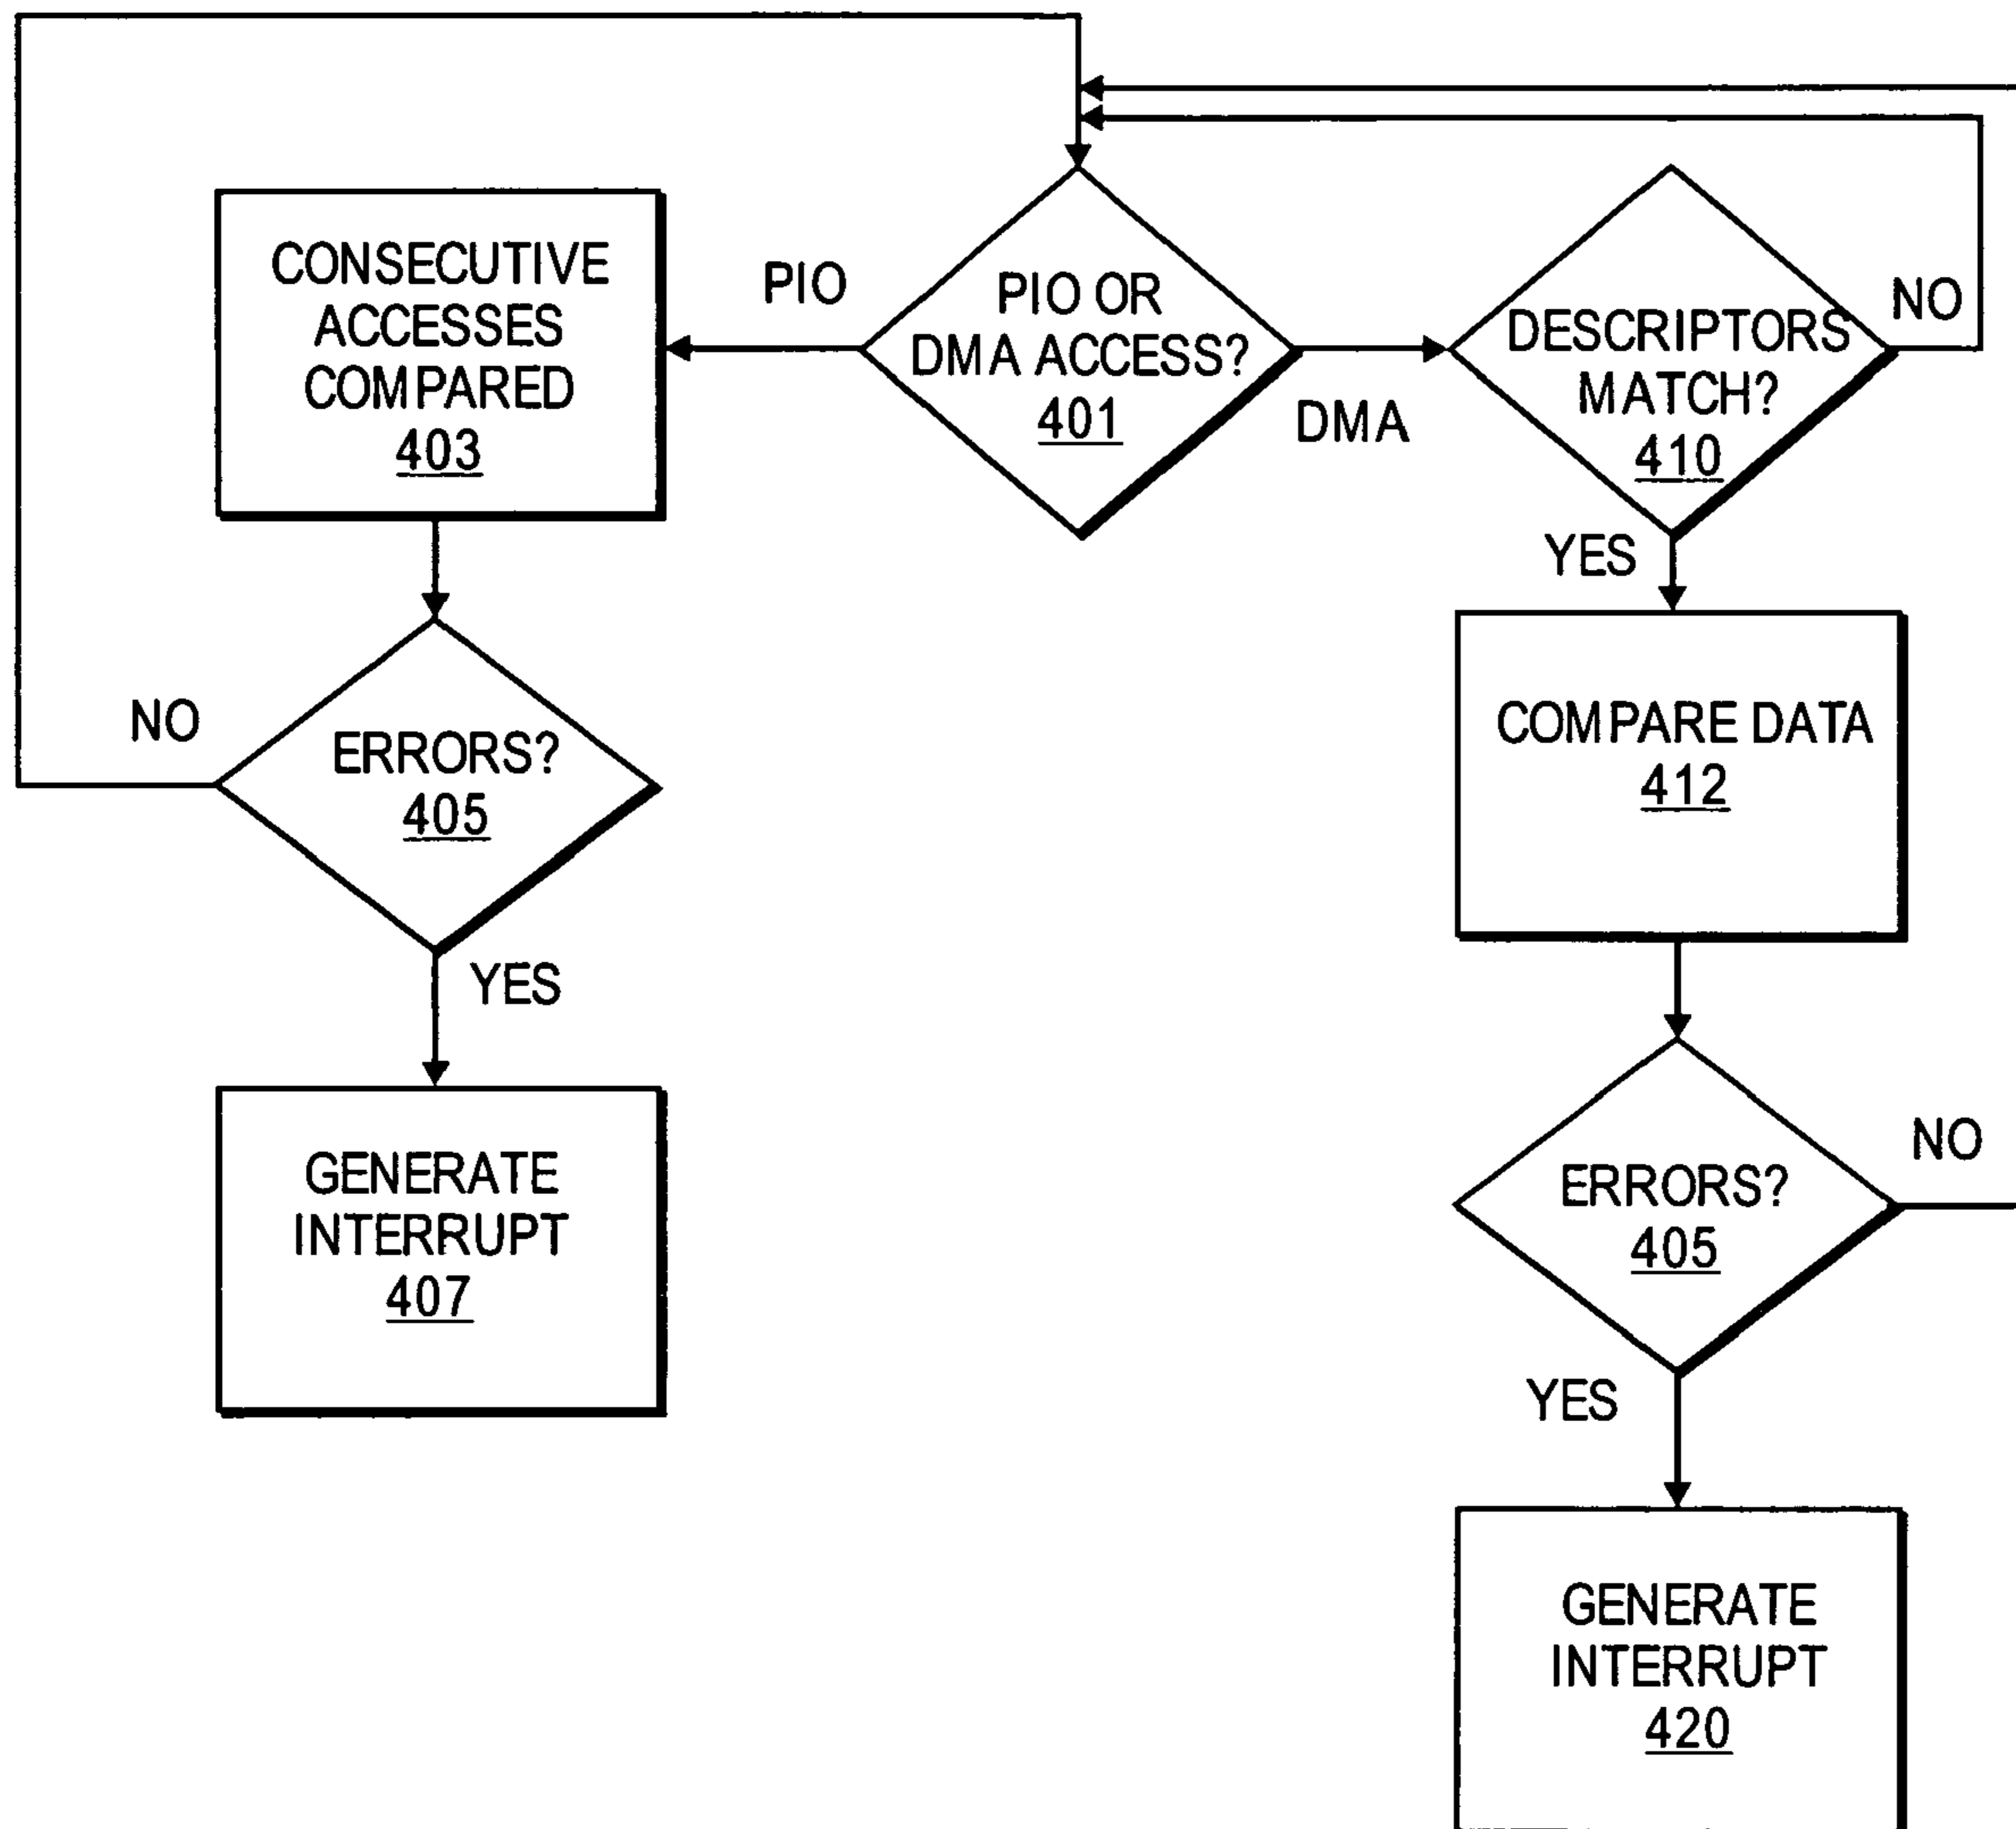 CONSECUTIVE
ACCESSES
COMPARED
403
PIO
PIO OR
DMA ACCESS?
401
DMA
DESCRIPTORS
MATCH?
410
NO
YES
NO
ERRORS?
405
YES
COMPARE DATA
412
GENERATE
INTERRUPT
407
ERRORS?
405
NO
YES
GENERATE
INTERRUPT
420